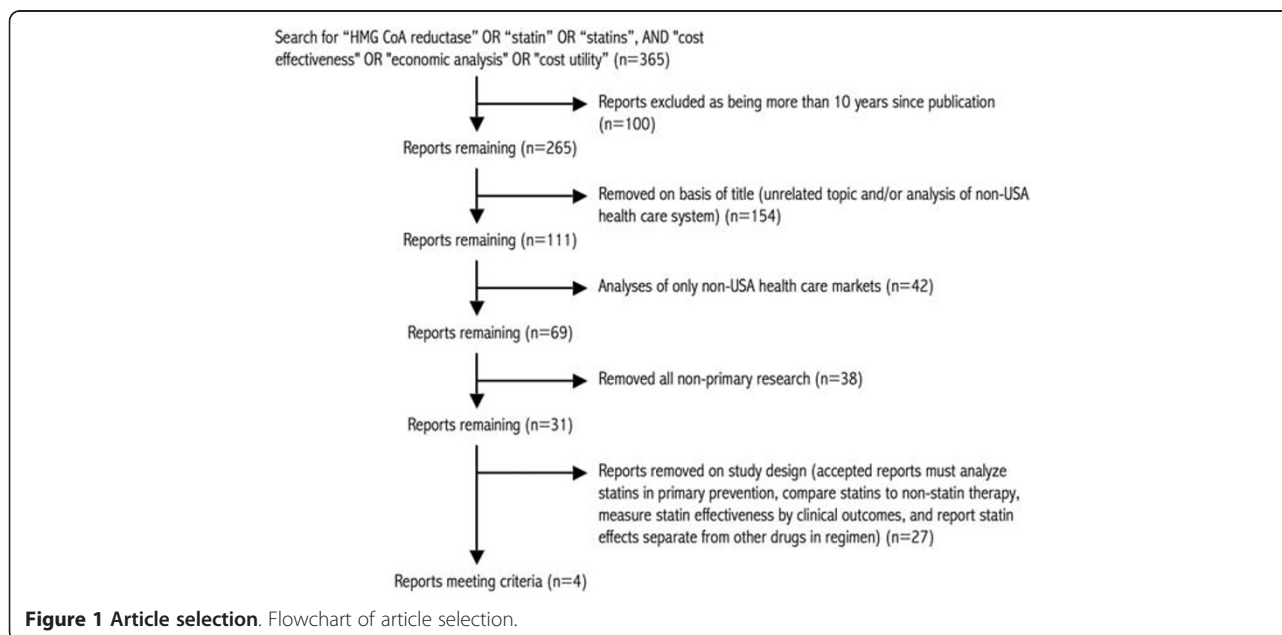 Search for “HMG CoA reductase” OR “statin” OR “statins”, AND "cost
effectiveness" OR "economic analysis" OR "cost utility” (n=365)
Reports excluded as being more than 10 years since publication
(n=100)
Reports remaining (n=265)
Removed on basis of title (unrelated topic and/or analysis of non-USA
health care system) (n=154)
Reports remaining (n=111)
Analyses of only non-USA health care markets (n=42)
Reports remaining (n=69)
Removed all non-primary research (n=38)
Reports remaining (n=31)
Reports removed on study design (accepted reports must analyze
statins in primary prevention, compare statins to non-statin therapy,
measure statin effectiveness by clinical outcomes, and report statin
effects separate from other drugs in regimen) (n=27)
Reports meeting criteria (n=4)
Figure 1 Article selection. Flowchart of article selection.